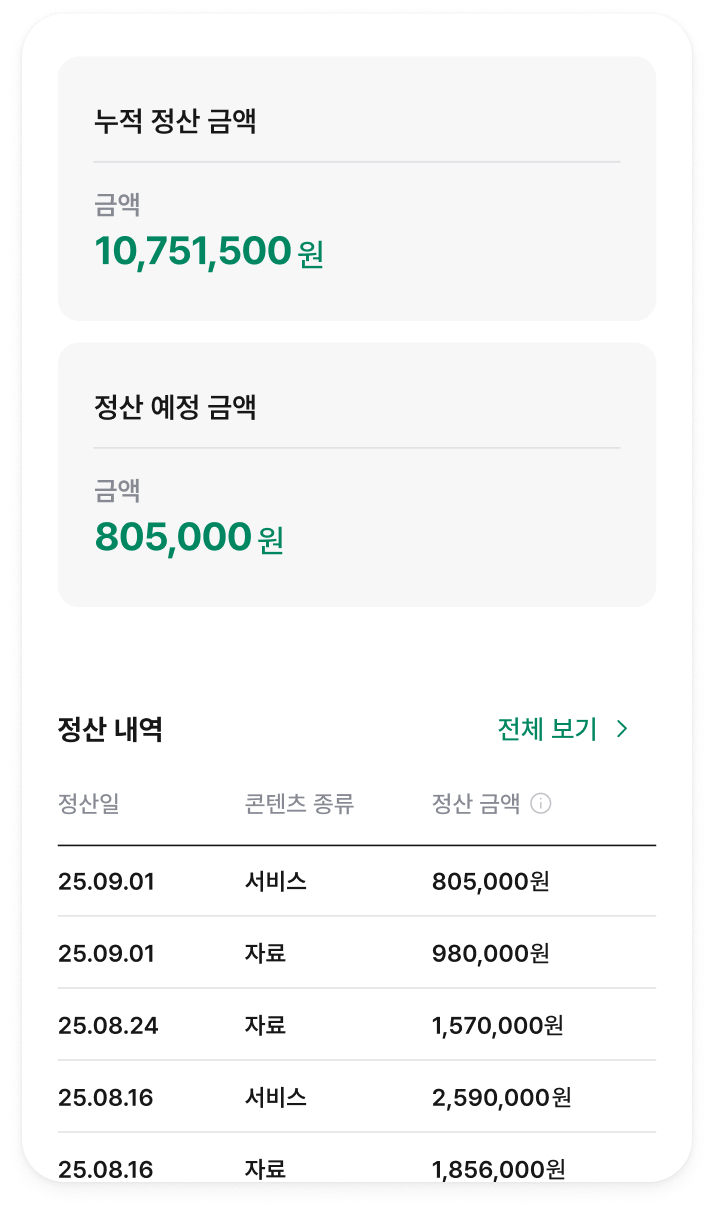 누적 정산 금액
금액
10,751,500 원
정산 예정 금액
금액
805,000 원
정산 내역 전체 보기
정산일 콘텐츠 종류 정산 금액
25.09.01 서비스 805,000원
25.09.01 자료 980,000원
25.08.24 자료 1,570,000원
25.08.16 서비스 2,590,000원
25.08.16 자료 1,856,000원